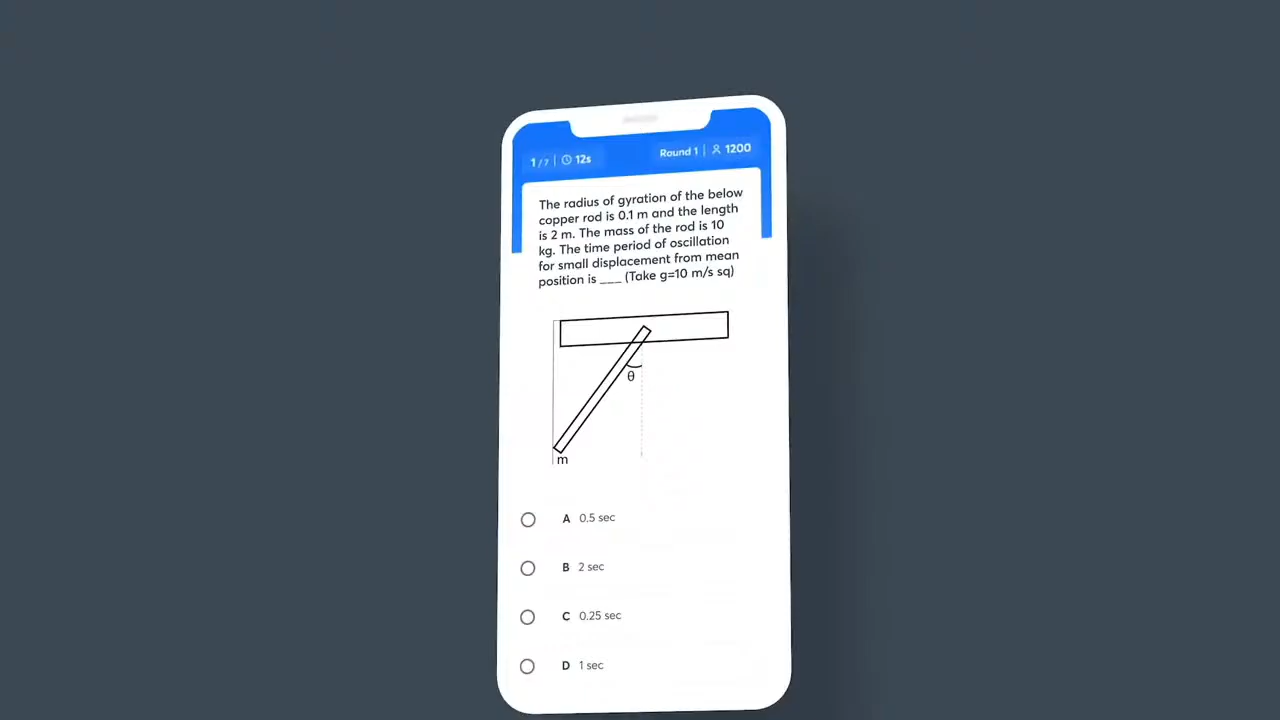 1/7 | 12s Round 1 | 1200
The radius of gyration of the below
copper rod is 0.1 m and the length
is 2 m. The mass of the rod is 10
kg. The time period of oscillation
for small displacement from mean
position is ___ (Take g=10 m/s sq)
θ
m
A 0.5 sec
B 2 sec
C 0.25 sec
D 1 sec